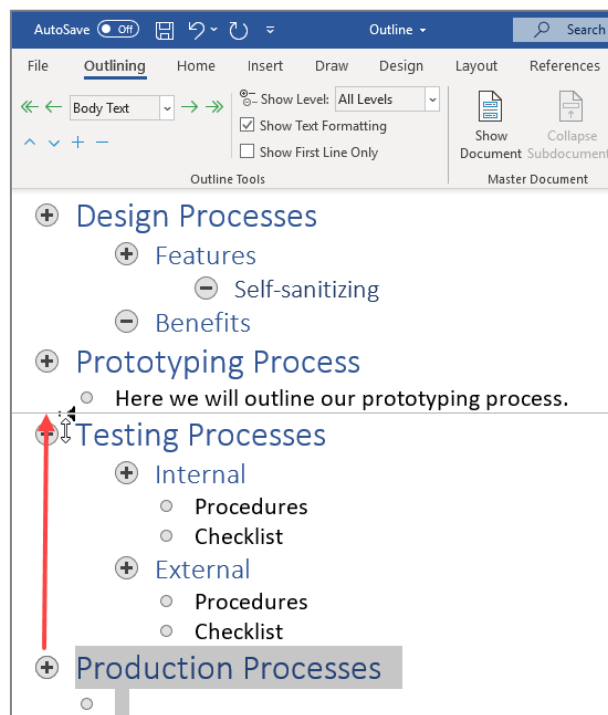 AutoSave Off Outline Search
File Outlining Home Insert Draw Design Layout References
Body Text
Show Level: All Levels
Show Text Formatting
Show First Line Only
Outline Tools
Show Document
Collapse Subdocument
Master Document
Design Processes
Features
Self-sanitizing
Benefits
Prototyping Process
Here we will outline our prototyping process.
Testing Processes
Internal
Procedures
Checklist
External
Procedures
Checklist
Production Processes